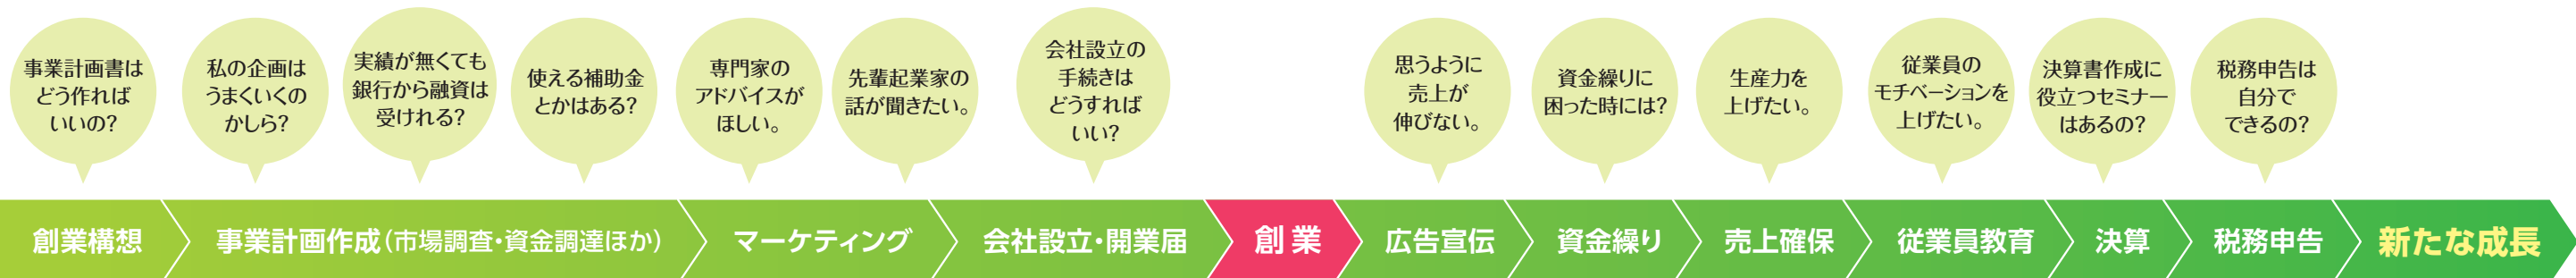 事業計画書は
どう作れば
いいの?
私の企画は
うまくいくの
かしら?
実績が無くても
銀行から融資は
受けれる?
使える補助金
とかはある?
専門家の
アドバイスが
ほしい。
先輩起業家の
話が聞きたい。
会社設立の
手続きは
どうすれば
いい?
思うように
売上が
伸びない。
資金繰りに
困った時には?
生産力を
上げたい。
従業員の
モチベーションを
上げたい。
決算書作成に
役立つセミナー
はあるの?
税務申告は
自分で
できるの?
創業構想
事業計画作成(市場調査・資金調達ほか)
マーケティング
会社設立・開業届
創業
広告宣伝
資金繰り
売上確保
従業員教育
決算
税務申告
新たな成長